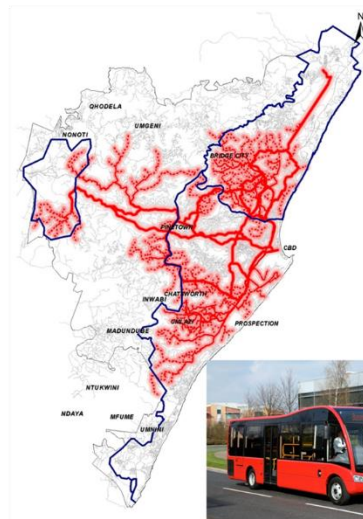 N
QHODELA
UMGENI
NONOTI
BRIDGE CITY
PINETOWN
CBD
CHATSWORTH
INWABI
PROSPECTION
MADUNDUBE
NTUKWINI
NDAYA
MFUME
UMNINI